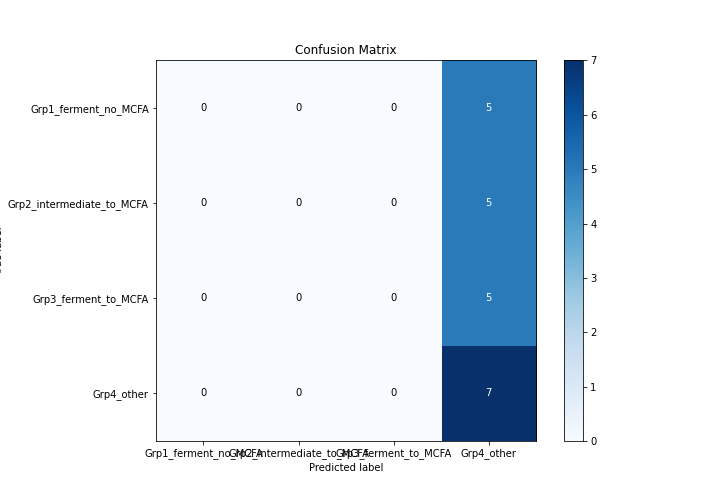 Confusion Matrix
Grp1_ferment_no_MCFA 0 0 0 5
Grp2_intermediate_to_MCFA 0 0 0 5
Grp3_ferment_to_MCFA 0 0 0 5
Grp4_other 0 0 0 7
Grp1_ferment_no_MCFA Grp2_intermediate_to_MCFA Grp3_ferment_to_MCFA Grp4_other
Predicted label
7
6
5
4
3
2
1
0